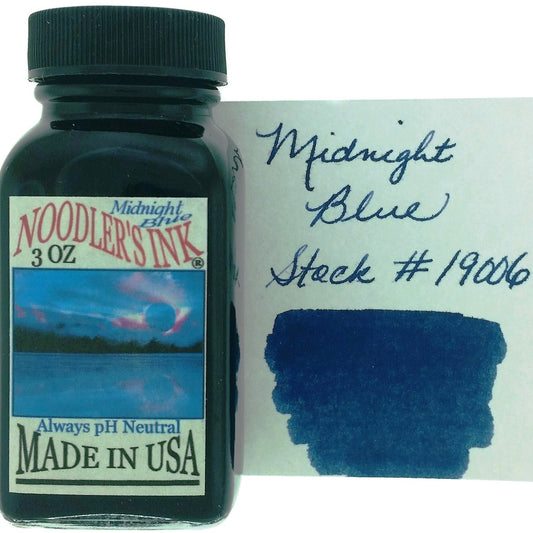 Midnight
Blue
NOODLER'S INK
3 OZ
®
Always pH Neutral
MADE IN USA
Midnight
Blue
Stock # 19006